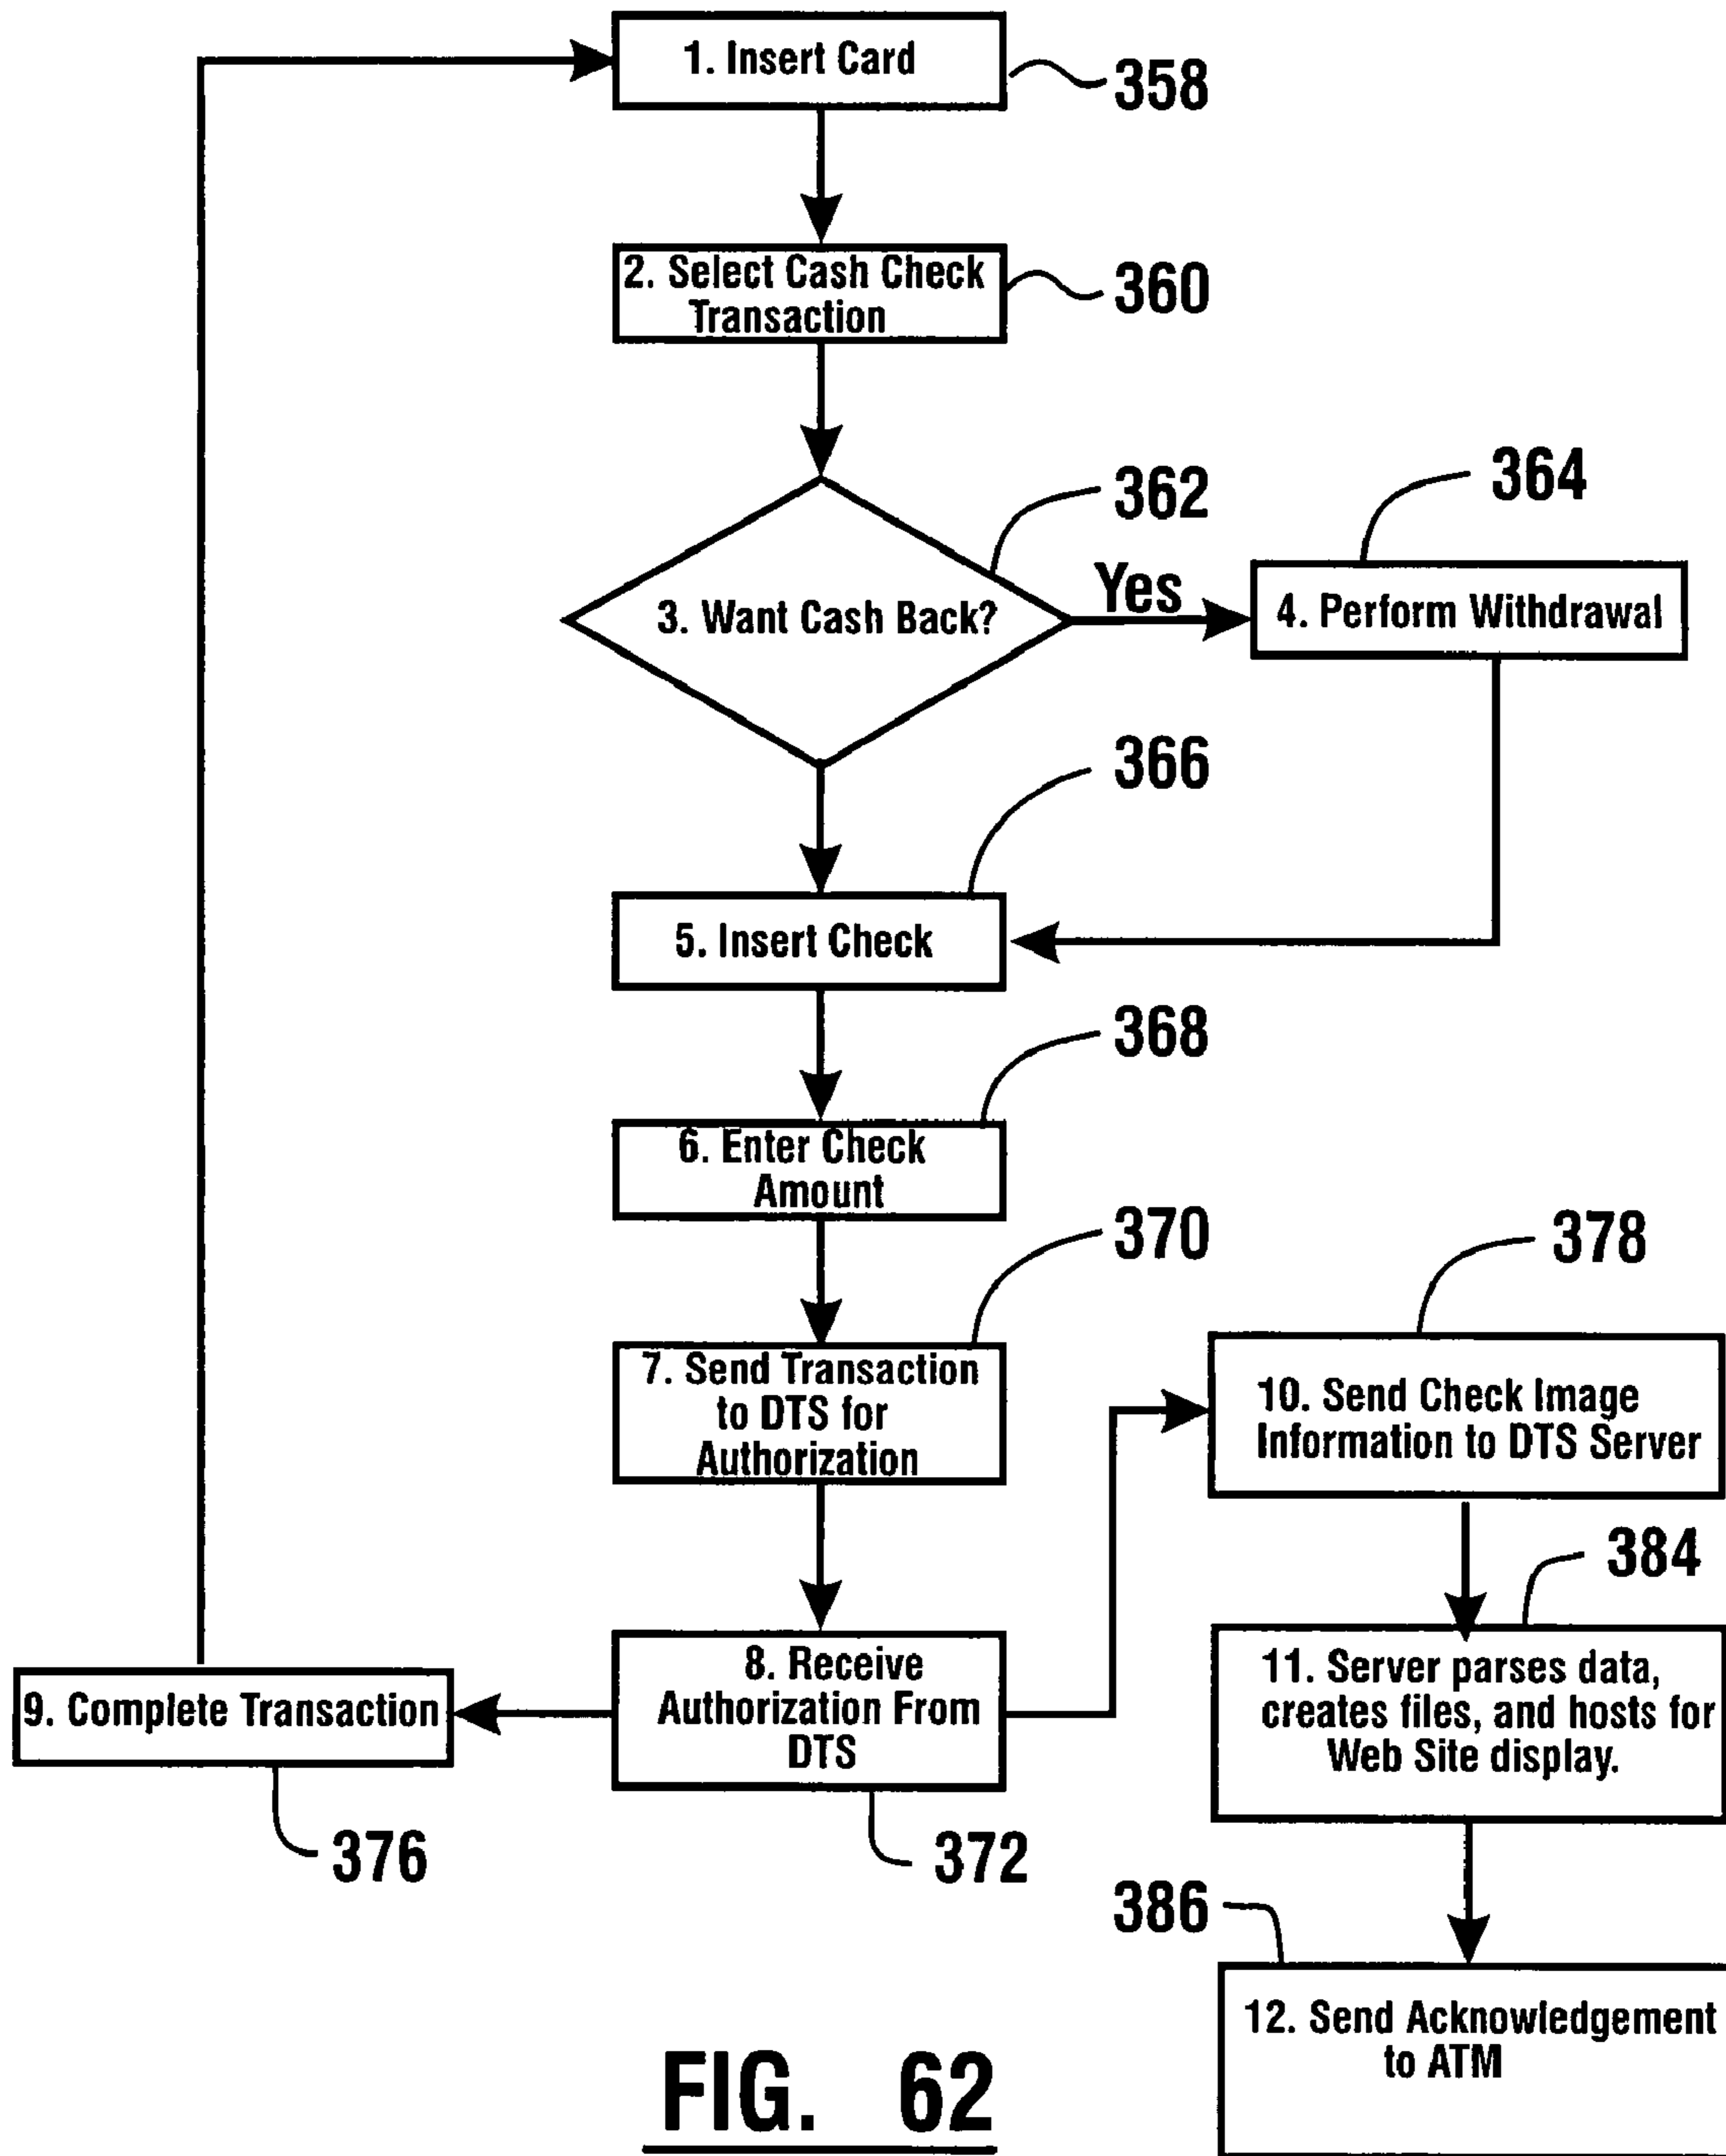 1. Insert Card
358
2. Select Cash Check
Transaction
360
362
364
3. Want Cash Back?
Yes
4. Perform Withdrawal
366
5. Insert Check
368
6. Enter Check
Amount
370
378
7. Send Transaction
to DTS for
Authorization
10. Send Check Image
Information to DTS Server
384
8. Receive
Authorization From
DTS
9. Complete Transaction
11. Server parses data,
creates files, and hosts for
Web Site display.
376
372
386
12. Send Acknowledgement
to ATM
FIG. 62